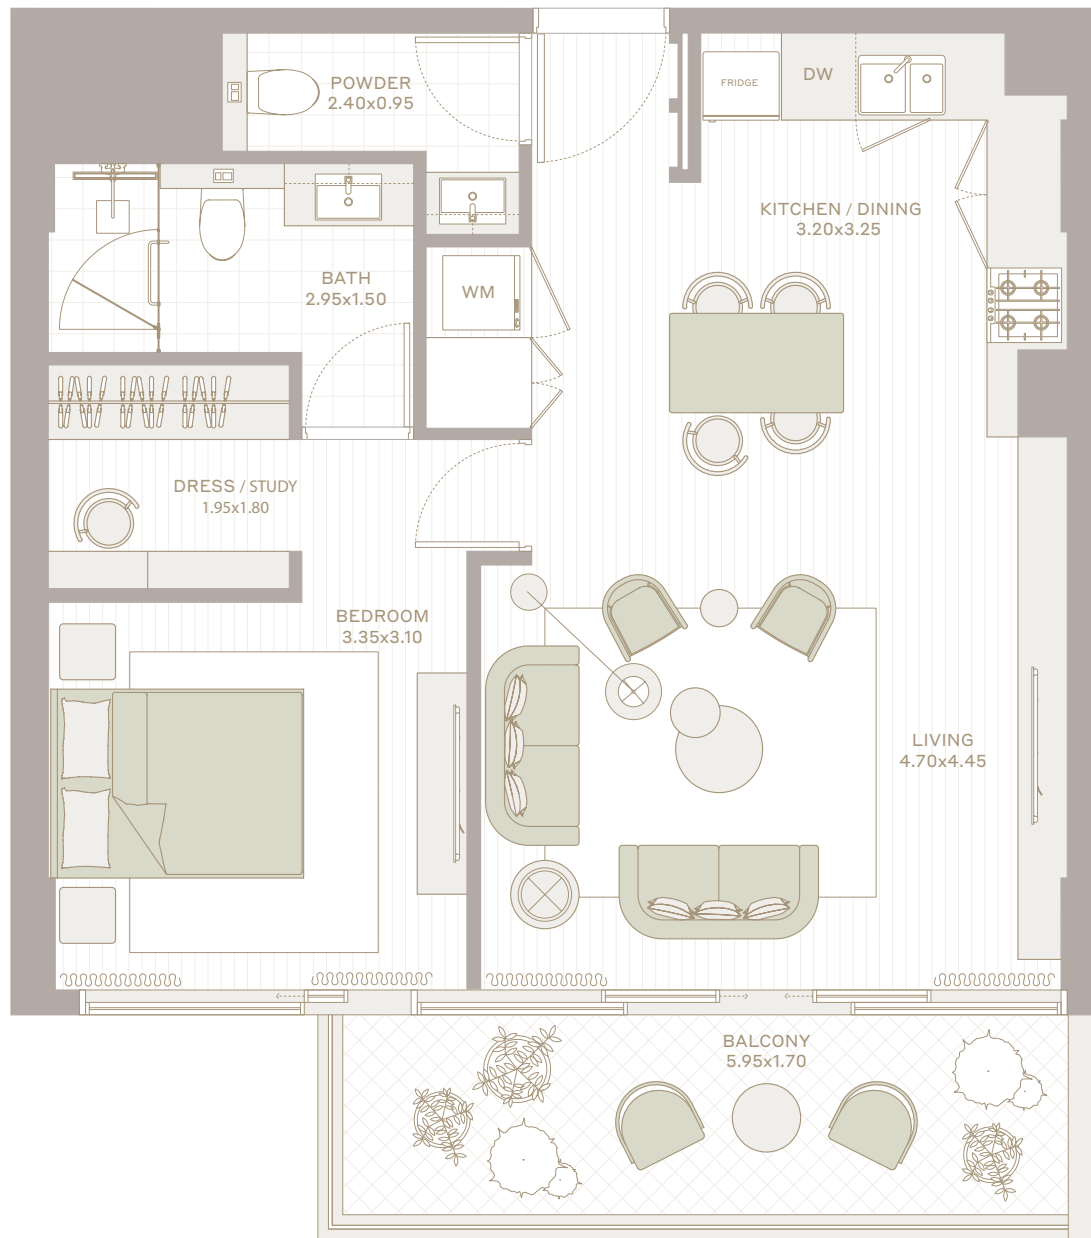 POWDER
2.40x0.95
FRIDGE
DW
KITCHEN / DINING
3.20x3.25
BATH
2.95x1.50
WM
DRESS / STUDY
1.95x1.80
BEDROOM
3.35x3.10
LIVING
4.70x4.45
BALCONY
5.95x1.70